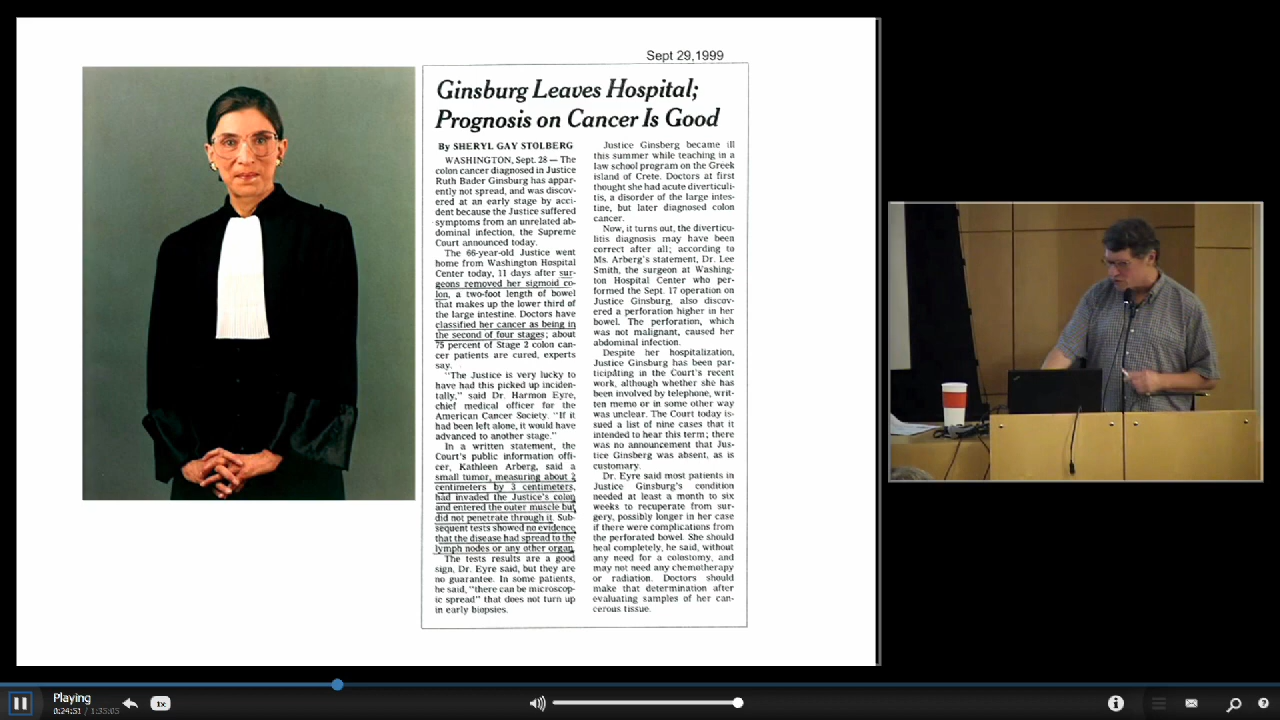 Sept 29,1999
Ginsburg Leaves Hospital;
Prognosis on Cancer Is Good
By SHERYL GAY STOLBERG
WASHINGTON, Sept. 28 — The
colon cancer diagnosed in Justice
Ruth Bader Ginsburg has appar-
ently not spread, and was discov-
ered at an early stage by acci-
dent because the Justice suffered
symptoms from an unrelated ab-
dominal infection, the Supreme
Court announced today.
The 66-year-old Justice went
home from Washington Hospital
Center today, 11 days after sur-
geons removed her sigmoid co-
lon, a two-foot length of bowel
that makes up the lower third of
the large intestine. Doctors have
classified her cancer as being in
the second of four stages; about
75 percent of Stage 2 colon can-
cer patients are cured, experts
say.
"The Justice is very lucky to
have had this picked up inciden-
tally," said Dr. Harmon Eyre,
chief medical officer for the
American Cancer Society. "If it
had been left alone, it would have
advanced to another stage."
In a written statement, the
Court's public information offi-
cer, Kathleen Arberg, said a
small tumor, measuring about 2
centimeters by 3 centimeters,
had invaded the Justice's colon
and entered the outer muscle but
did not penetrate through it. Sub-
sequent tests showed no evidence
that the disease had spread to the
lymph nodes or any other organ.
The tests results are a good
sign, Dr. Eyre said, but they are
no guarantee. In some patients,
he said, "there can be microscop-
ic spread" that does not turn up
in early biopsies.
Justice Ginsberg became ill
this summer while teaching in a
law school program on the Greek
island of Crete. Doctors at first
thought she had acute diverticuli-
tis, a disorder of the large intes-
tine, but later diagnosed colon
cancer.
Now, it turns out, the diverticu-
litis diagnosis may have been
correct after all; according to
Ms. Arberg's statement, Dr. Lee
Smith, the surgeon at Washing-
ton Hospital Center who per-
formed the Sept. 17 operation on
Justice Ginsburg, also discov-
ered a perforation higher in her
bowel. The perforation, which
was not malignant, caused her
abdominal infection.
Despite her hospitalization,
Justice Ginsburg has been par-
ticipating in the Court's recent
work, although whether she has
been involved by telephone, writ-
ten memo or in some other way
was unclear. The Court today is-
sued a list of nine cases that it
intended to hear this term; there
was no announcement that Jus-
tice Ginsberg was absent, as is
customary.
Dr. Eyre said most patients in
Justice Ginsburg's condition
needed at least a month to six
weeks to recuperate from sur-
gery, possibly longer in her case
if there were complications from
the perforated bowel. She should
heal completely, he said, without
any need for a colostomy, and
may not need any chemotherapy
or radiation. Doctors should
make that determination after
evaluating samples of her can-
cerous tissue.
Playing
0:24:51 / 1:35:05
1x